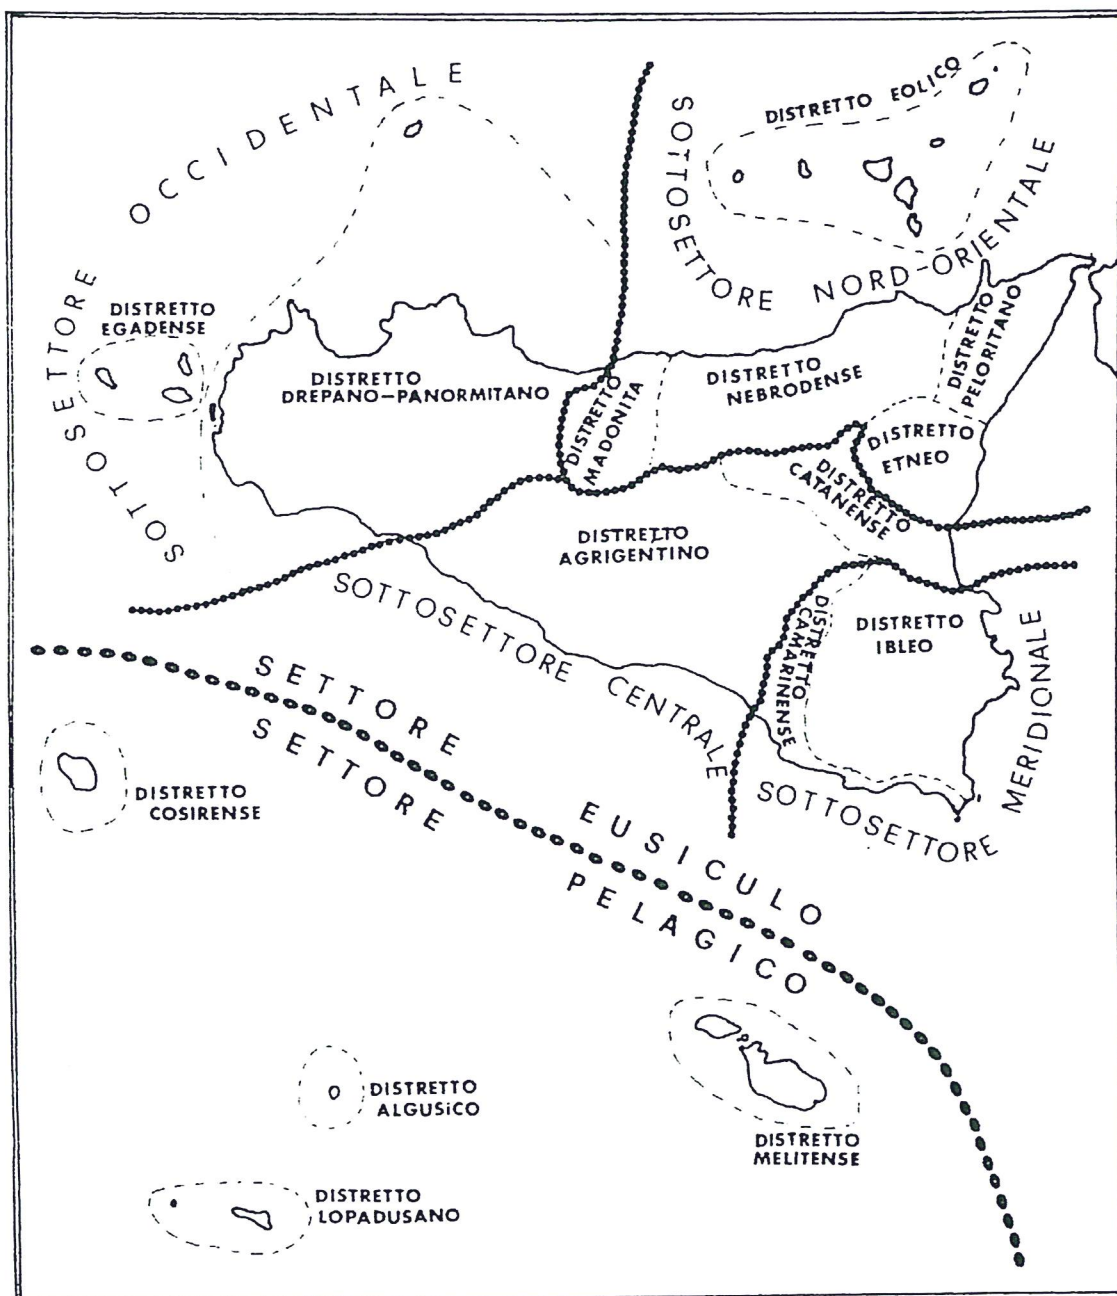 SOTTOSETTORE OCCIDENTALE
SOTTOSETTORE NORD-ORIENTALE
DISTRETTO EOLICO
DISTRETTO
EGADENSE
DISTRETTO
DREPANO-PANORMITANO
DISTRETTO
MADONITA
DISTRETTO
NEBRODENSE
DISTRETTO
PELORITANO
DISTRETTO
ETNEO
DISTRETTO
CATANENSE
DISTRETTO
AGRIGENTINO
SOTTOSETTORE CENTRALE
DISTRETTO
CAMARINENSE
DISTRETTO
IBLEO
SOTTOSETTORE MERIDIONALE
SETTORE EUSICULO
SETTORE PELAGICO
DISTRETTO
COSIRENSE
DISTRETTO
ALGUSiCO
DISTRETTO
MELITENSE
DISTRETTO
LOPADUSANO